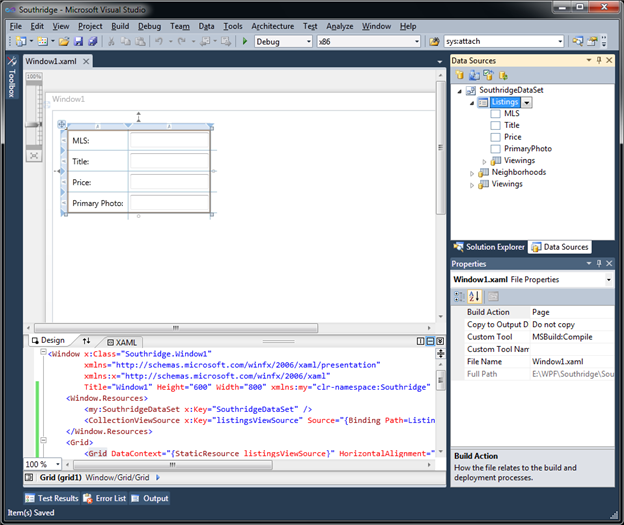 Southridge - Microsoft Visual Studio
File Edit View Project Build Debug Team Data Tools Architecture Test Analyze Window Help
Debug x86 sys:attach
Toolbox
Window1.xaml
100%
Window1
MLS:
Title:
Price:
Primary Photo:
Design XAML
<Window x:Class="Southridge.Window1"
xmlns="http://schemas.microsoft.com/winfx/2006/xaml/presentation"
xmlns:x="http://schemas.microsoft.com/winfx/2006/xaml"
Title="Window1" Height="600" Width="800" xmlns:my="clr-namespace:Southridge"
<Window.Resources>
<my:SouthridgeDataSet x:Key="SouthridgeDataSet" />
<CollectionViewSource x:Key="listingsViewSource" Source="{Binding Path=Listin
</Window.Resources>
<Grid>
<Grid DataContext="{StaticResource listingsViewSource}" HorizontalAlignment="
100 %
Grid (grid1) Window/Grid/Grid
Data Sources
SouthridgeDataSet
Listings
MLS
Title
Price
PrimaryPhoto
Viewings
Neighborhoods
Viewings
Solution Explorer Data Sources
Properties
Window1.xaml File Properties
Build Action Page
Copy to Output D Do not copy
Custom Tool MSBuild:Compile
Custom Tool Nam
File Name Window1.xaml
Full Path E:\WPF\Southridge\Sou
Build Action
How the file relates to the build and
deployment processes.
Test Results Error List Output
Item(s) Saved